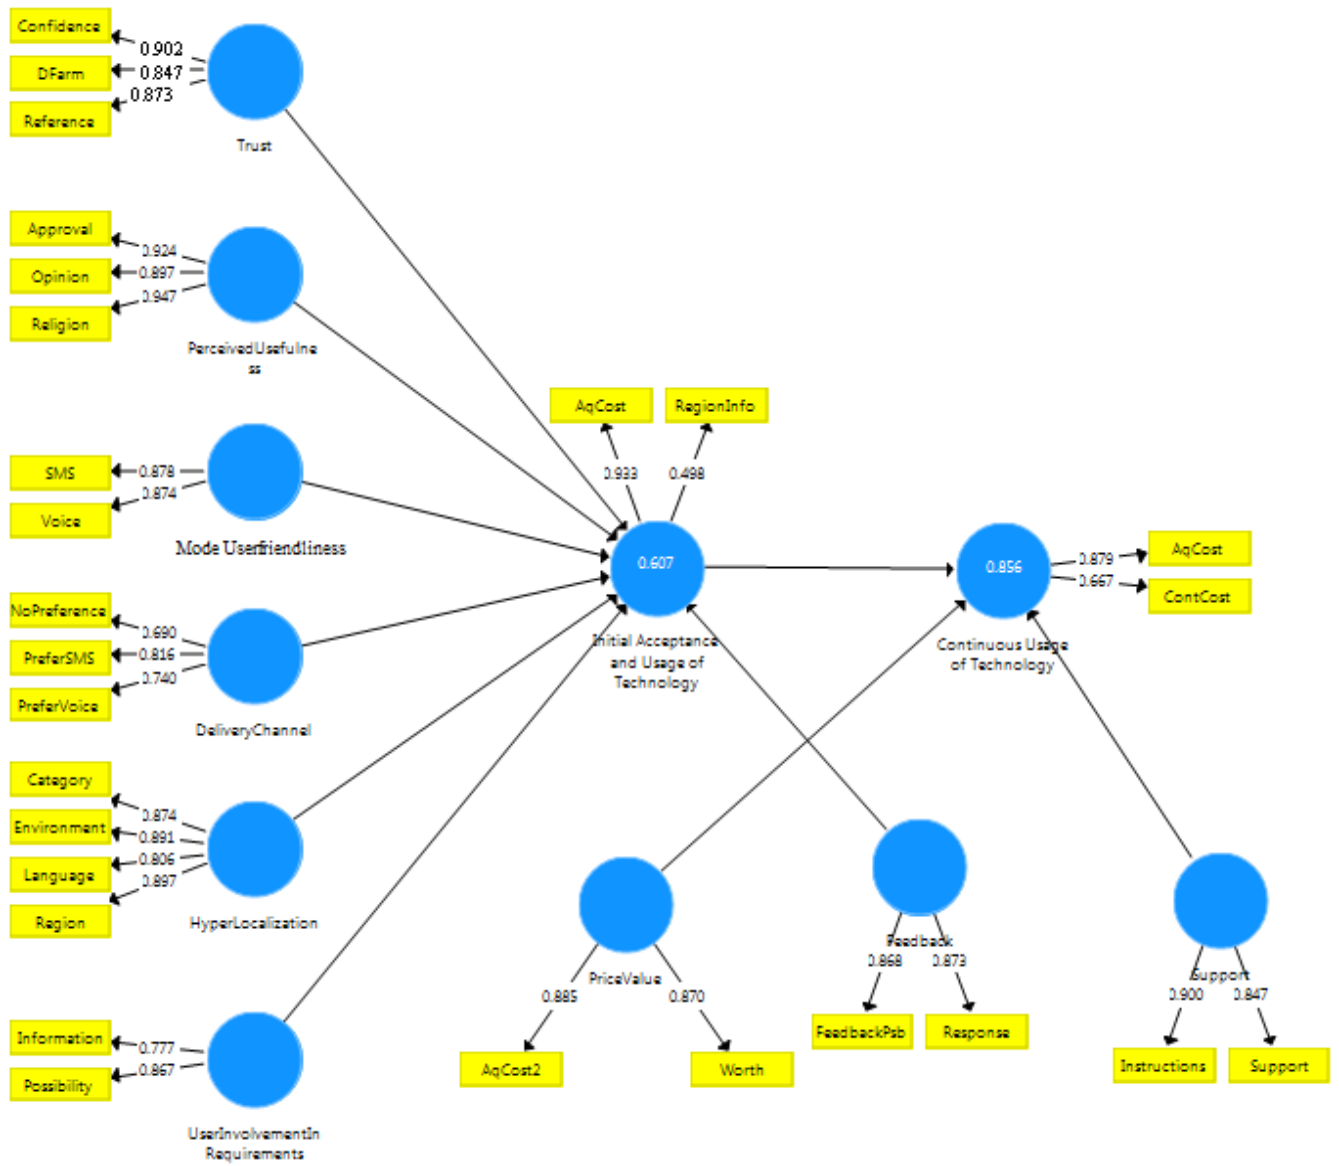 Confidence
0.902
DFarm
0.847
0.873
Reference
Trust
Approval
0.924
Opinion
0.897
0.947
Religion
PerceivedUsefulne
ss
AqCost
RegionInfo
SMS
0.878
0.874
Voice
0.933
0.498
Mode Userfriendliness
0.607
0.856
0.879
AqCost
0.667
ContCost
NoPreference
0.690
PreferSMS
0.816
0.740
PreferVoice
Initial Acceptance
and Usage of
Technology
Continuous Usage
of Technology
DeliveryChannel
Category
0.874
Environment
0.891
0.806
Language
0.897
Region
HyperLocalization
PriceValue
Feedback
0.868
0.873
Support
0.900
0.847
0.885
0.870
Information
0.777
0.867
Possibility
FeedbackPsb
Response
AqCost2
Worth
Instructions
Support
UserInvolvementIn
Requirements